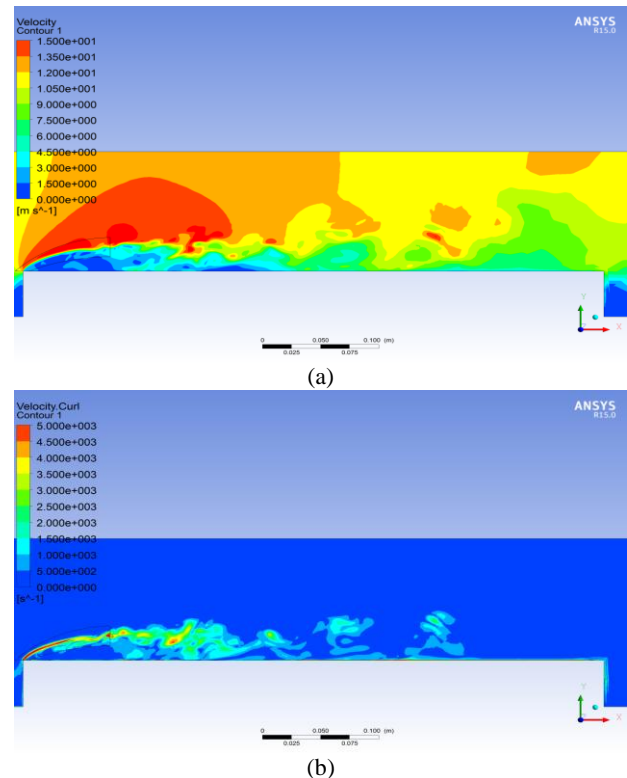 Velocity
Contour 1
1.500e+001
1.350e+001
1.200e+001
1.050e+001
9.000e+000
7.500e+000
6.000e+000
4.500e+000
3.000e+000
1.500e+000
0.000e+000
[m s^-1]
ANSYS
R15.0
Y
X
0 0.050 0.100 (m)
0.025 0.075
(a)
Velocity.Curl
Contour 1
5.000e+003
4.500e+003
4.000e+003
3.500e+003
3.000e+003
2.500e+003
2.000e+003
1.500e+003
1.000e+003
5.000e+002
0.000e+000
[s^-1]
ANSYS
R15.0
Y
X
0 0.050 0.100 (m)
0.025 0.075
(b)